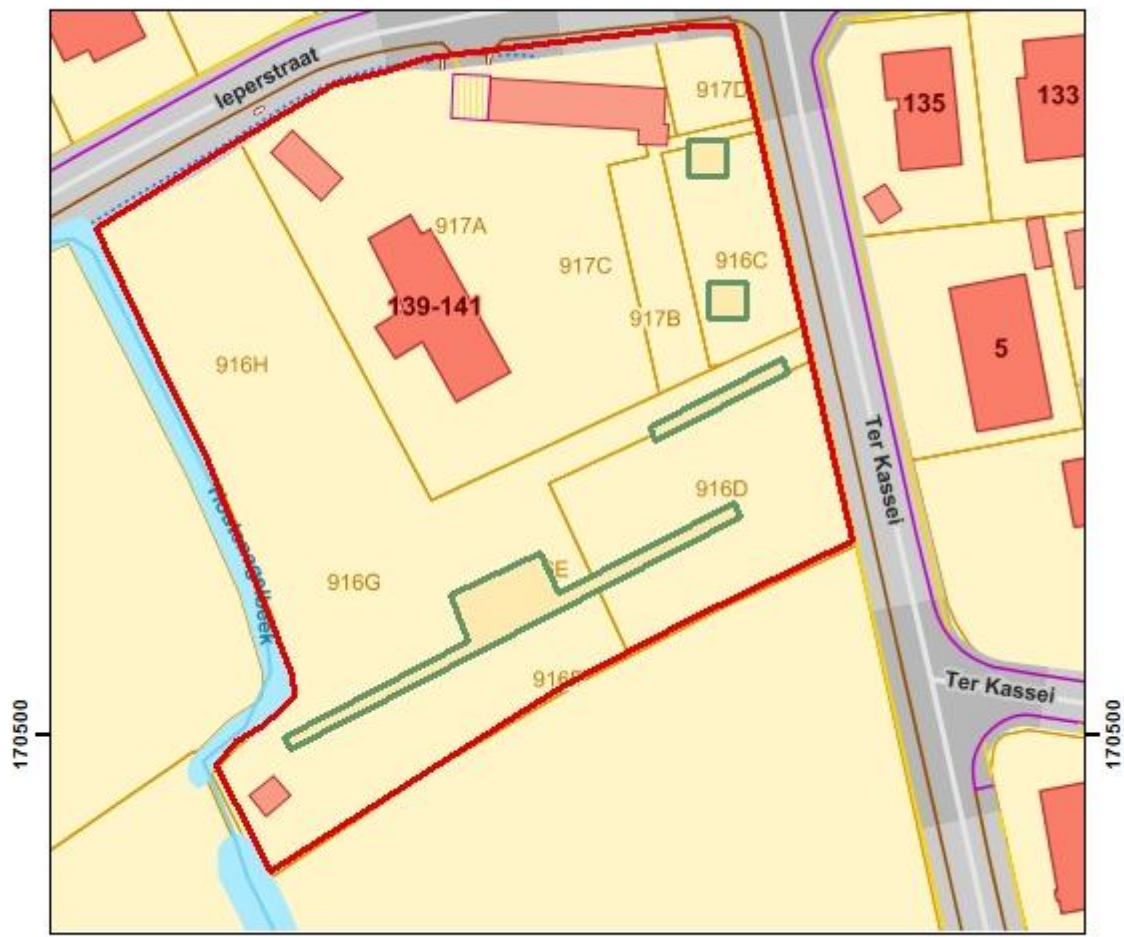 Ieperstraat
917D
135
133
917A
917C
916C
139-141
917B
5
916H
Ter Kassei
916D
916G
E
Ter Kassei
170500
170500